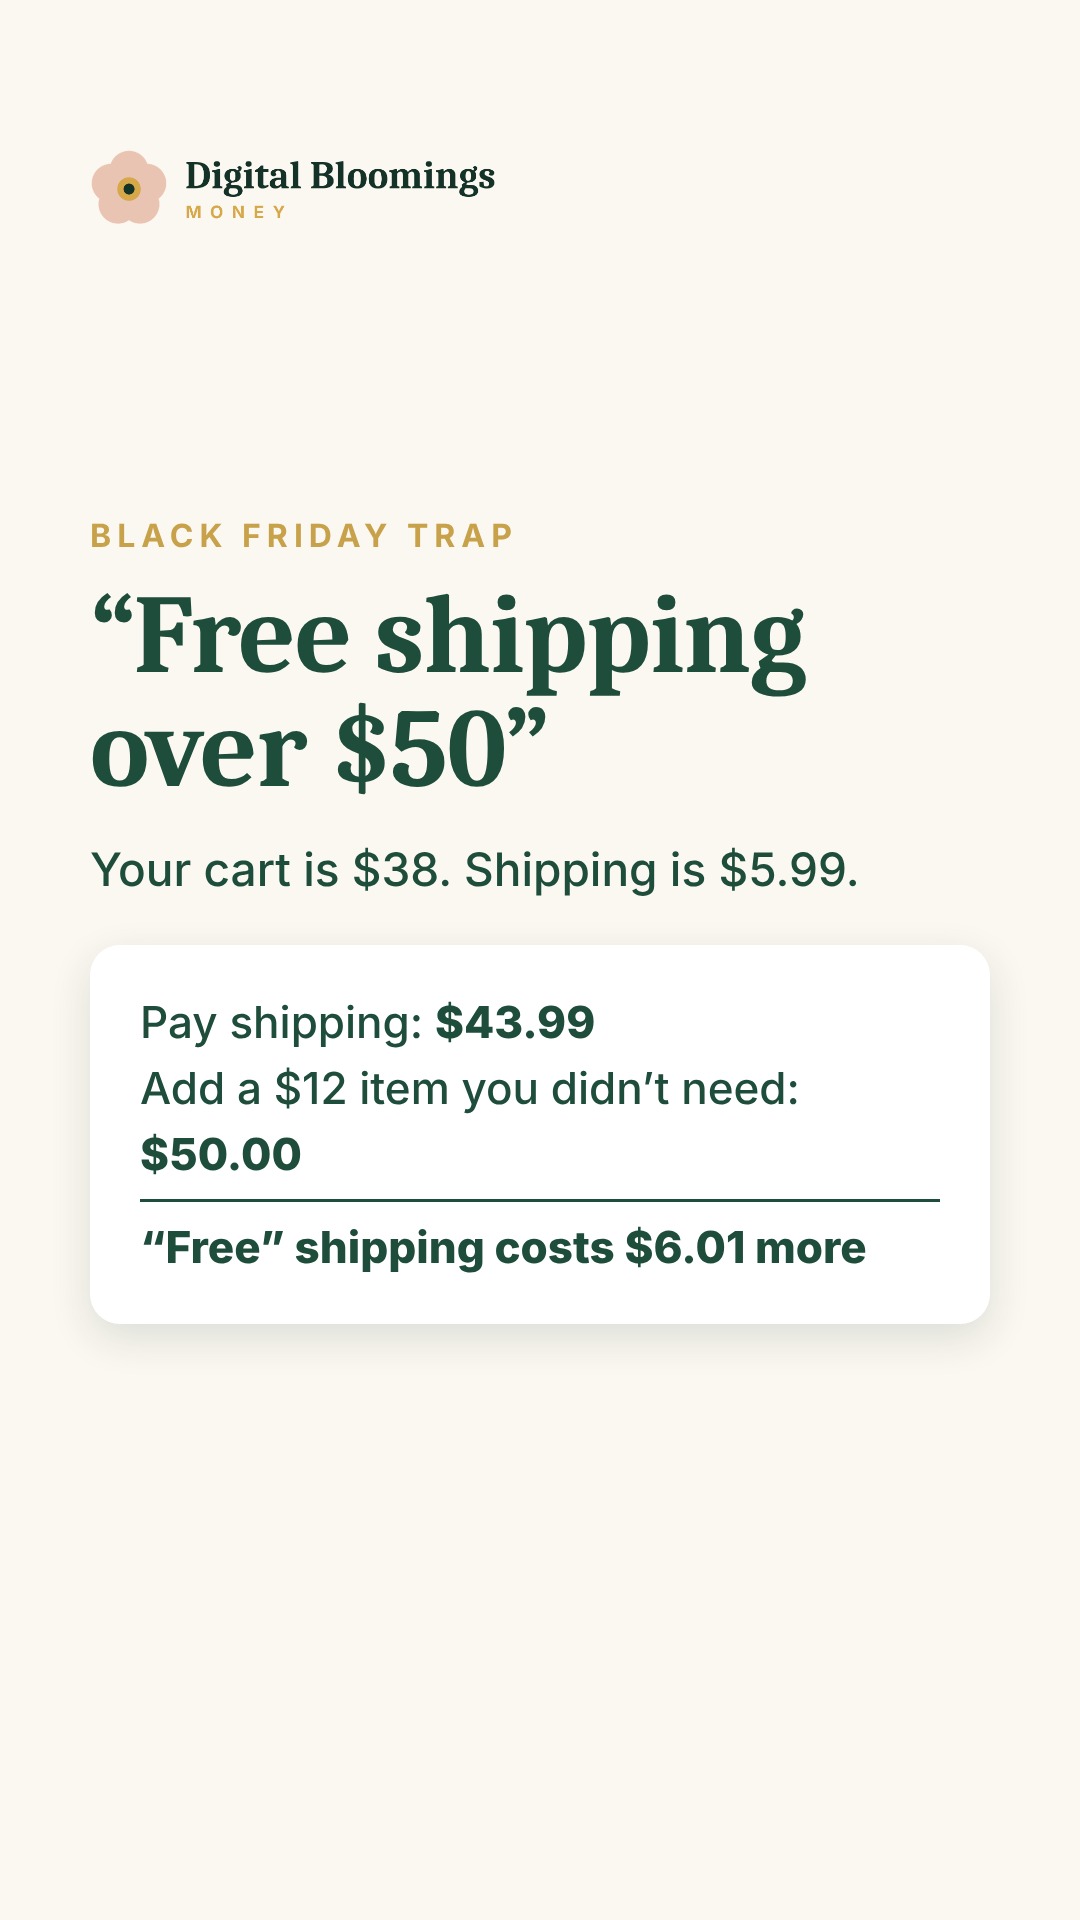 Digital Bloomings
MONEY
BLACK FRIDAY TRAP
“Free shipping
over $50”
Your cart is $38. Shipping is $5.99.
Pay shipping: $43.99
Add a $12 item you didn’t need:
$50.00
“Free” shipping costs $6.01 more